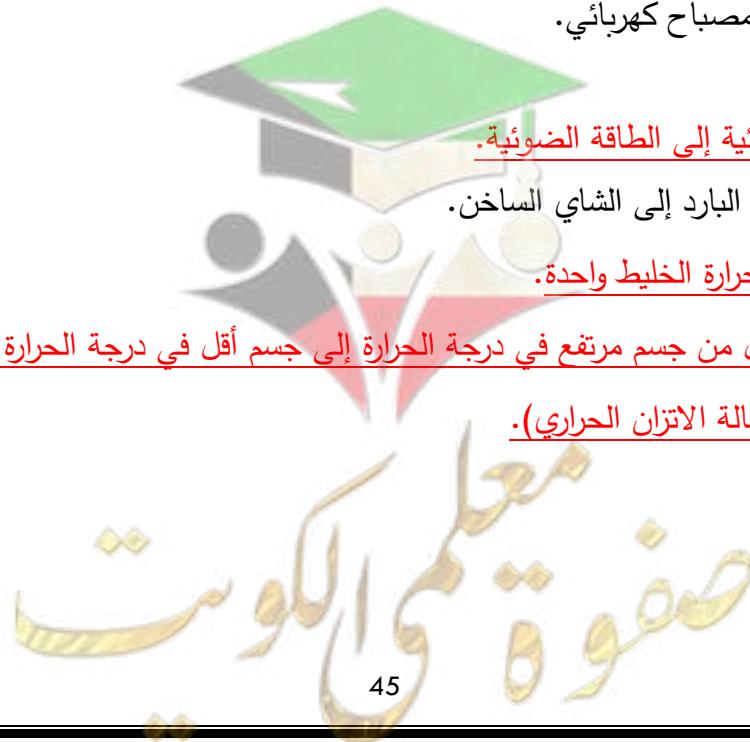 مصباح كهربائي.
ئية إلى الطاقة الضوئية.
البارد إلى الشاي الساخن.
حرارة الخليط واحدة.
من جسم مرتفع في درجة الحرارة إلى جسم أقل في درجة الحرارة
الة الاتزان الحراري).
صفوة معلمي الكويت
45